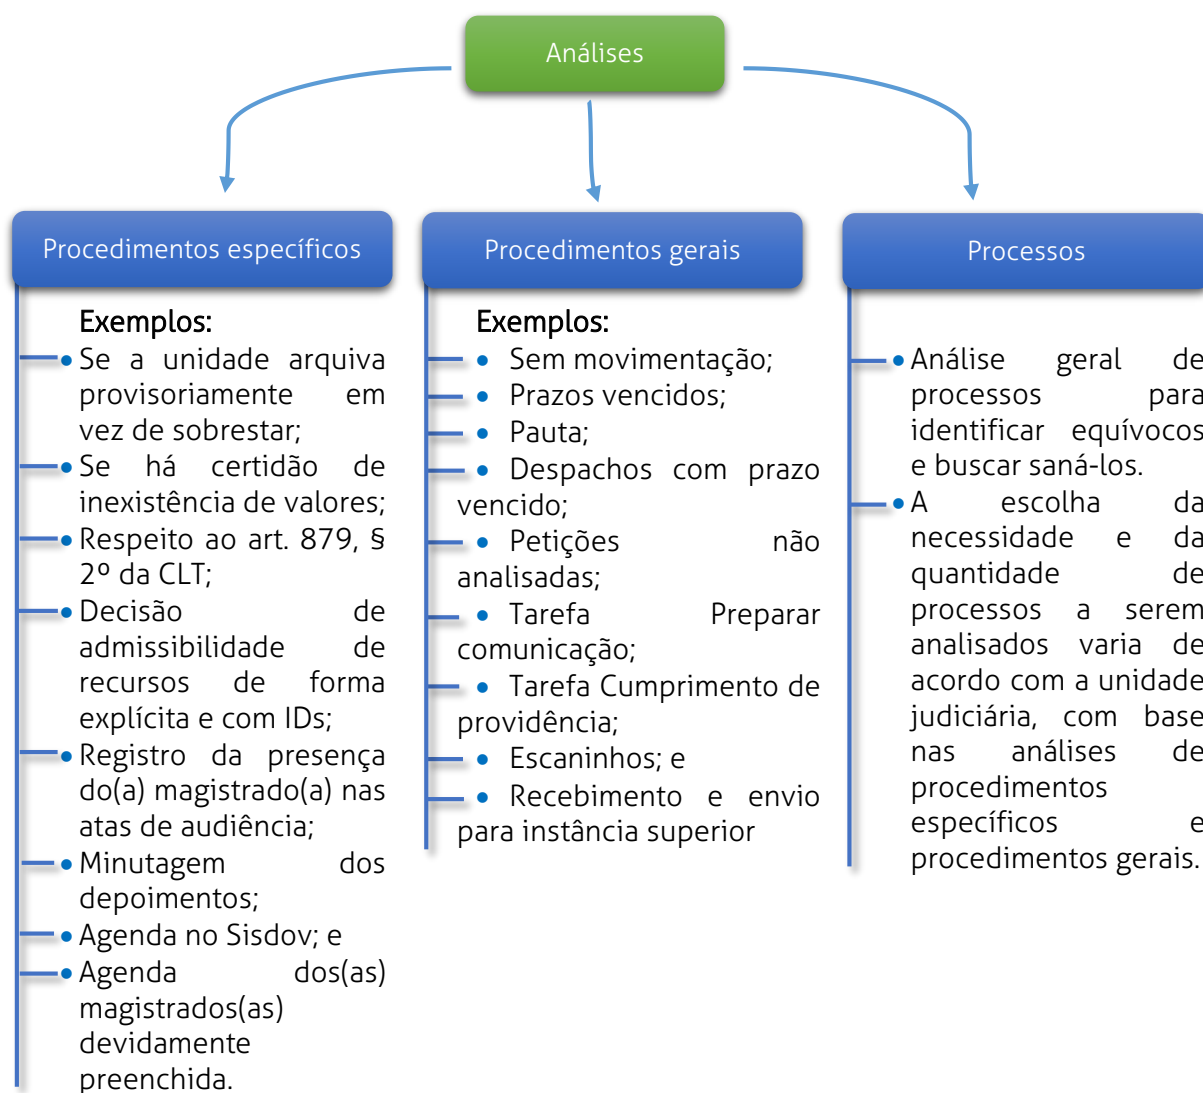 Análises
Procedimentos específicos
Exemplos:
• Se a unidade arquiva
provisoriamente em
vez de sobrestar;
• Se há certidão de
inexistência de valores;
• Respeito ao art. 879, §
2º da CLT;
• Decisão de
admissibilidade de
recursos de forma
explícita e com IDs;
• Registro da presença
do(a) magistrado(a) nas
atas de audiência;
• Minutagem dos
depoimentos;
• Agenda no Sisdov; e
• Agenda dos(as)
magistrados(as)
devidamente
preenchida.
Procedimentos gerais
Exemplos:
• Sem movimentação;
• Prazos vencidos;
• Pauta;
• Despachos com prazo
vencido;
• Petições não
analisadas;
• Tarefa Preparar
comunicação;
• Tarefa Cumprimento de
providência;
• Escaninhos; e
• Recebimento e envio
para instância superior
Processos
• Análise geral de
processos para
identificar equívocos
e buscar saná-los.
• A escolha da
necessidade e da
quantidade de
processos a serem
analisados varia de
acordo com a unidade
judiciária, com base
nas análises de
procedimentos
específicos e
procedimentos gerais.